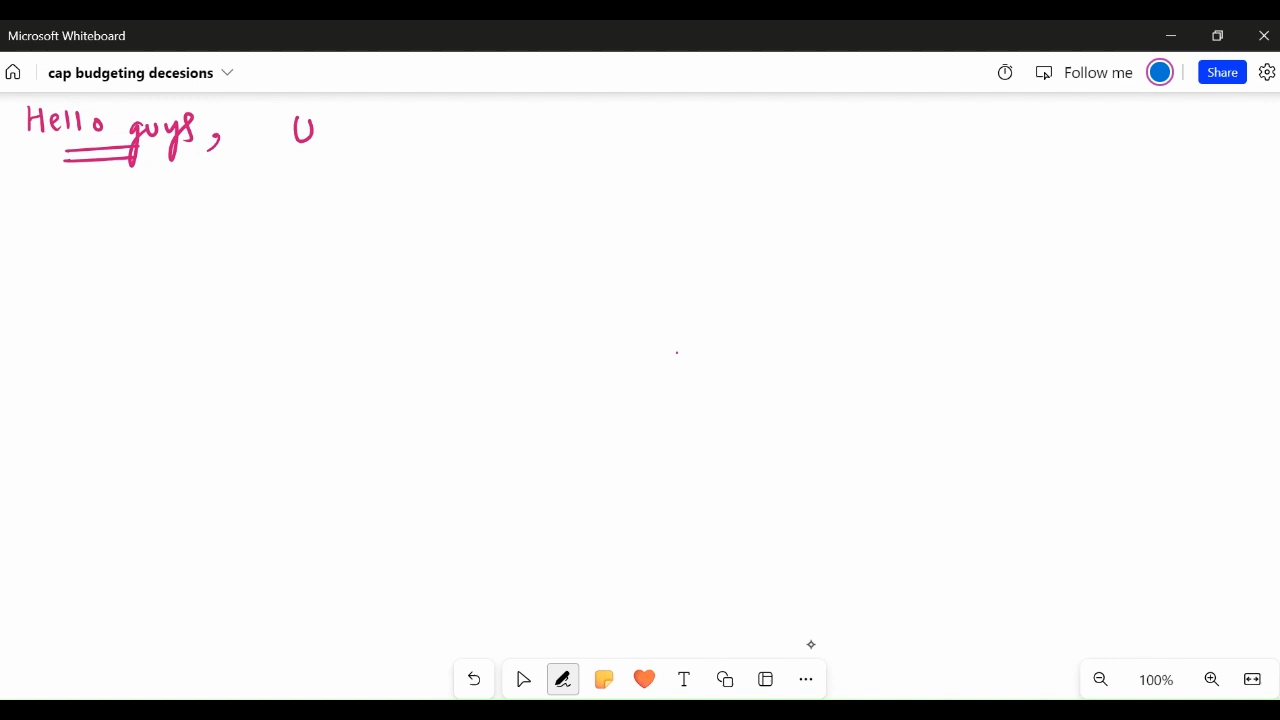 Microsoft Whiteboard
cap budgeting decesions Follow me Share
Hello guys, U
T
100%